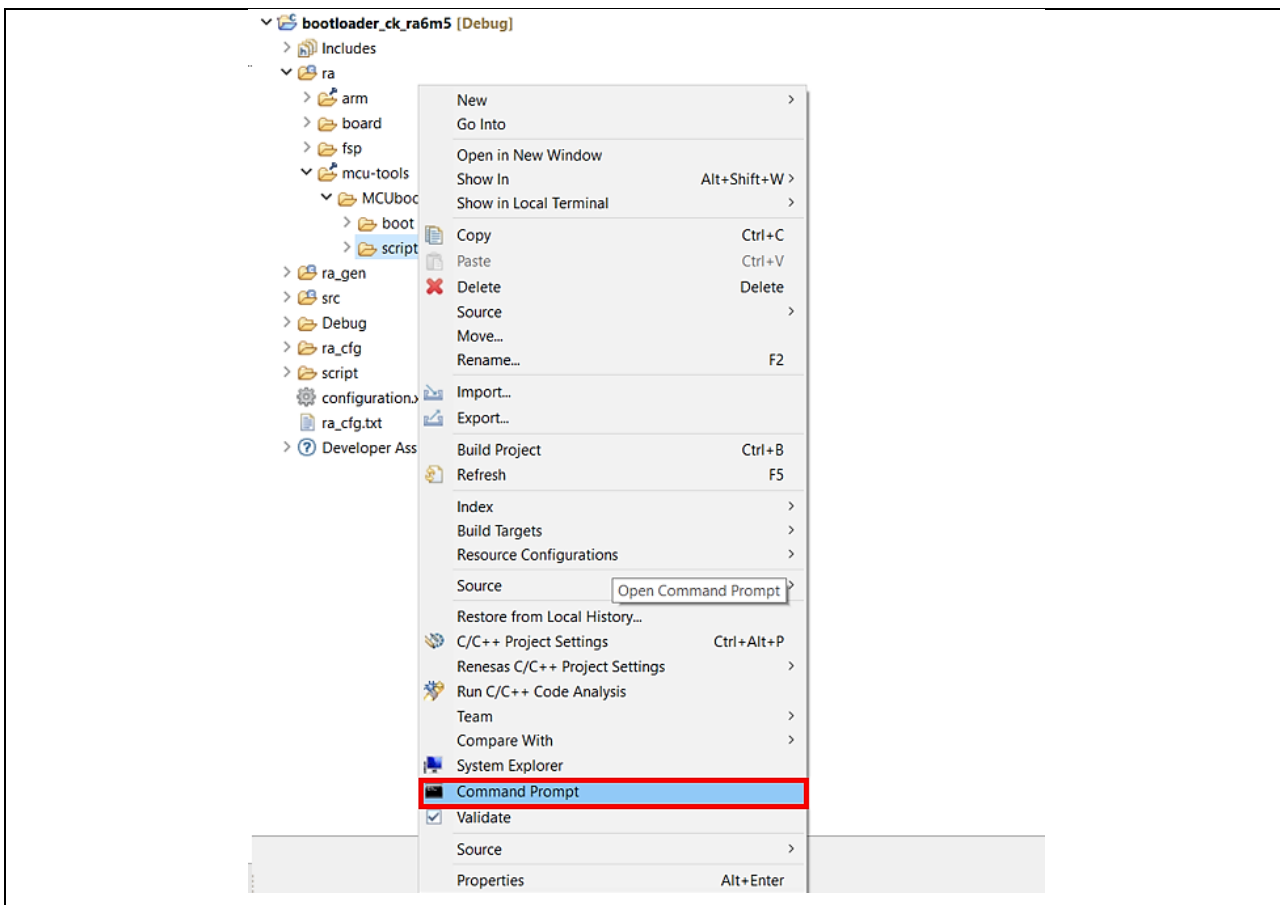 bootloader_ck_ra6m5 [Debug]
Includes
ra
arm
board
fsp
mcu-tools
MCUboo
boot
script
ra_gen
src
Debug
ra_cfg
script
configuration.x
ra_cfg.txt
Developer Ass
New
Go Into
Open in New Window
Show In Alt+Shift+W
Show in Local Terminal
Copy Ctrl+C
Paste Ctrl+V
Delete Delete
Source
Move...
Rename... F2
Import...
Export...
Build Project Ctrl+B
Refresh F5
Index
Build Targets
Resource Configurations
Source
Open Command Prompt
Restore from Local History...
C/C++ Project Settings Ctrl+Alt+P
Renesas C/C++ Project Settings
Run C/C++ Code Analysis
Team
Compare With
System Explorer
Command Prompt
Validate
Source
Properties Alt+Enter